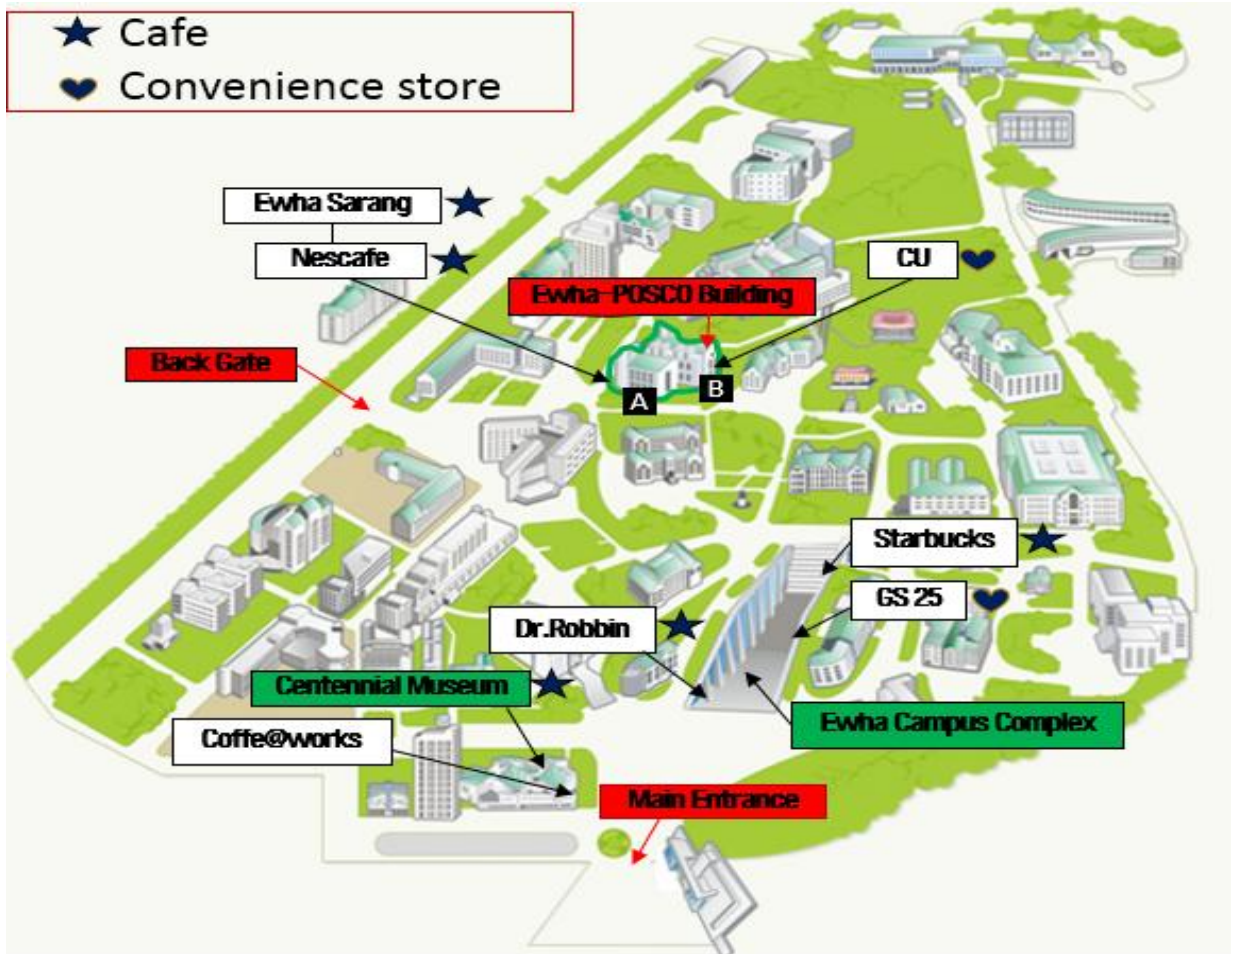 Cafe
Convenience store
Ewha Sarang
Nescafe
CU
Ewha-POSCO Building
Back Gate
A
B
Starbucks
GS 25
Dr.Robbin
Centennial Museum
Ewha Campus Complex
Coffe@works
Main Entrance